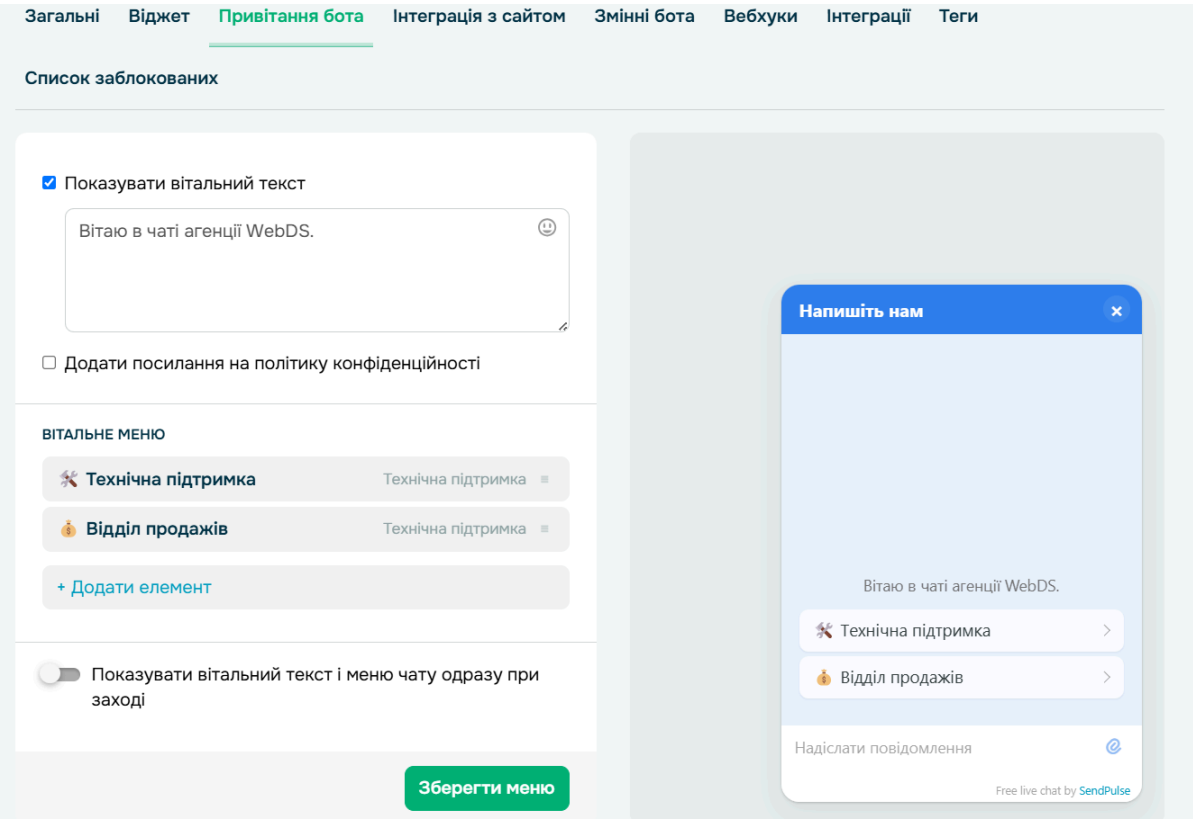 Загальні Віджет Привітання бота Інтеграція з сайтом Змінні бота Вебхуки Інтеграції Теги
Список заблокованих
Показувати вітальний текст
Вітаю в чаті агенції WebDS.
Додати посилання на політику конфіденційності
ВІТАЛЬНЕ МЕНЮ
Технічна підтримка Технічна підтримка
Відділ продажів Технічна підтримка
+ Додати елемент
Показувати вітальний текст і меню чату одразу при
заході
Зберегти меню
Напишіть нам
Вітаю в чаті агенції WebDS.
Технічна підтримка
Відділ продажів
Надіслати повідомлення
Free live chat by SendPulse